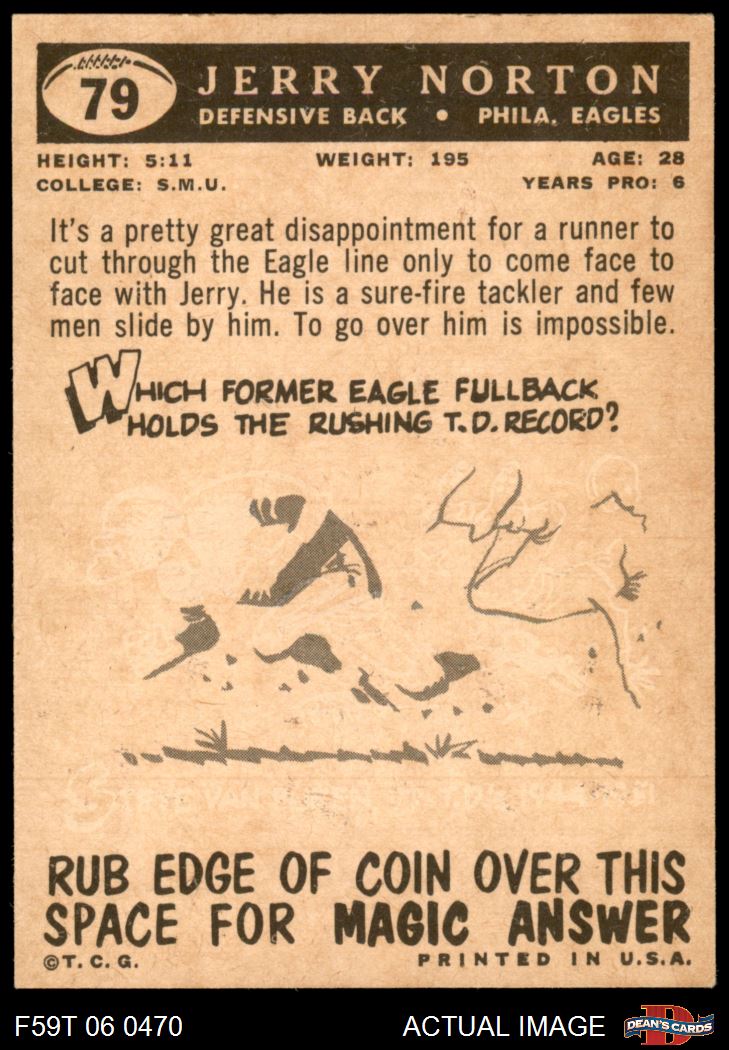 79
JERRY NORTON
DEFENSIVE BACK • PHILA. EAGLES
HEIGHT: 5:11 WEIGHT: 195 AGE: 28
COLLEGE: S.M.U. YEARS PRO: 6
It's a pretty great disappointment for a runner to
cut through the Eagle line only to come face to
face with Jerry. He is a sure-fire tackler and few
men slide by him. To go over him is impossible.
WHICH FORMER EAGLE FULLBACK
HOLDS THE RUSHING T.D. RECORD?
STEVE VAN BUREN
RUB EDGE OF COIN OVER THIS
SPACE FOR MAGIC ANSWER
©T.C.G. PRINTED IN U.S.A.
F59T 06 0470 ACTUAL IMAGE DEAN'S CARDS